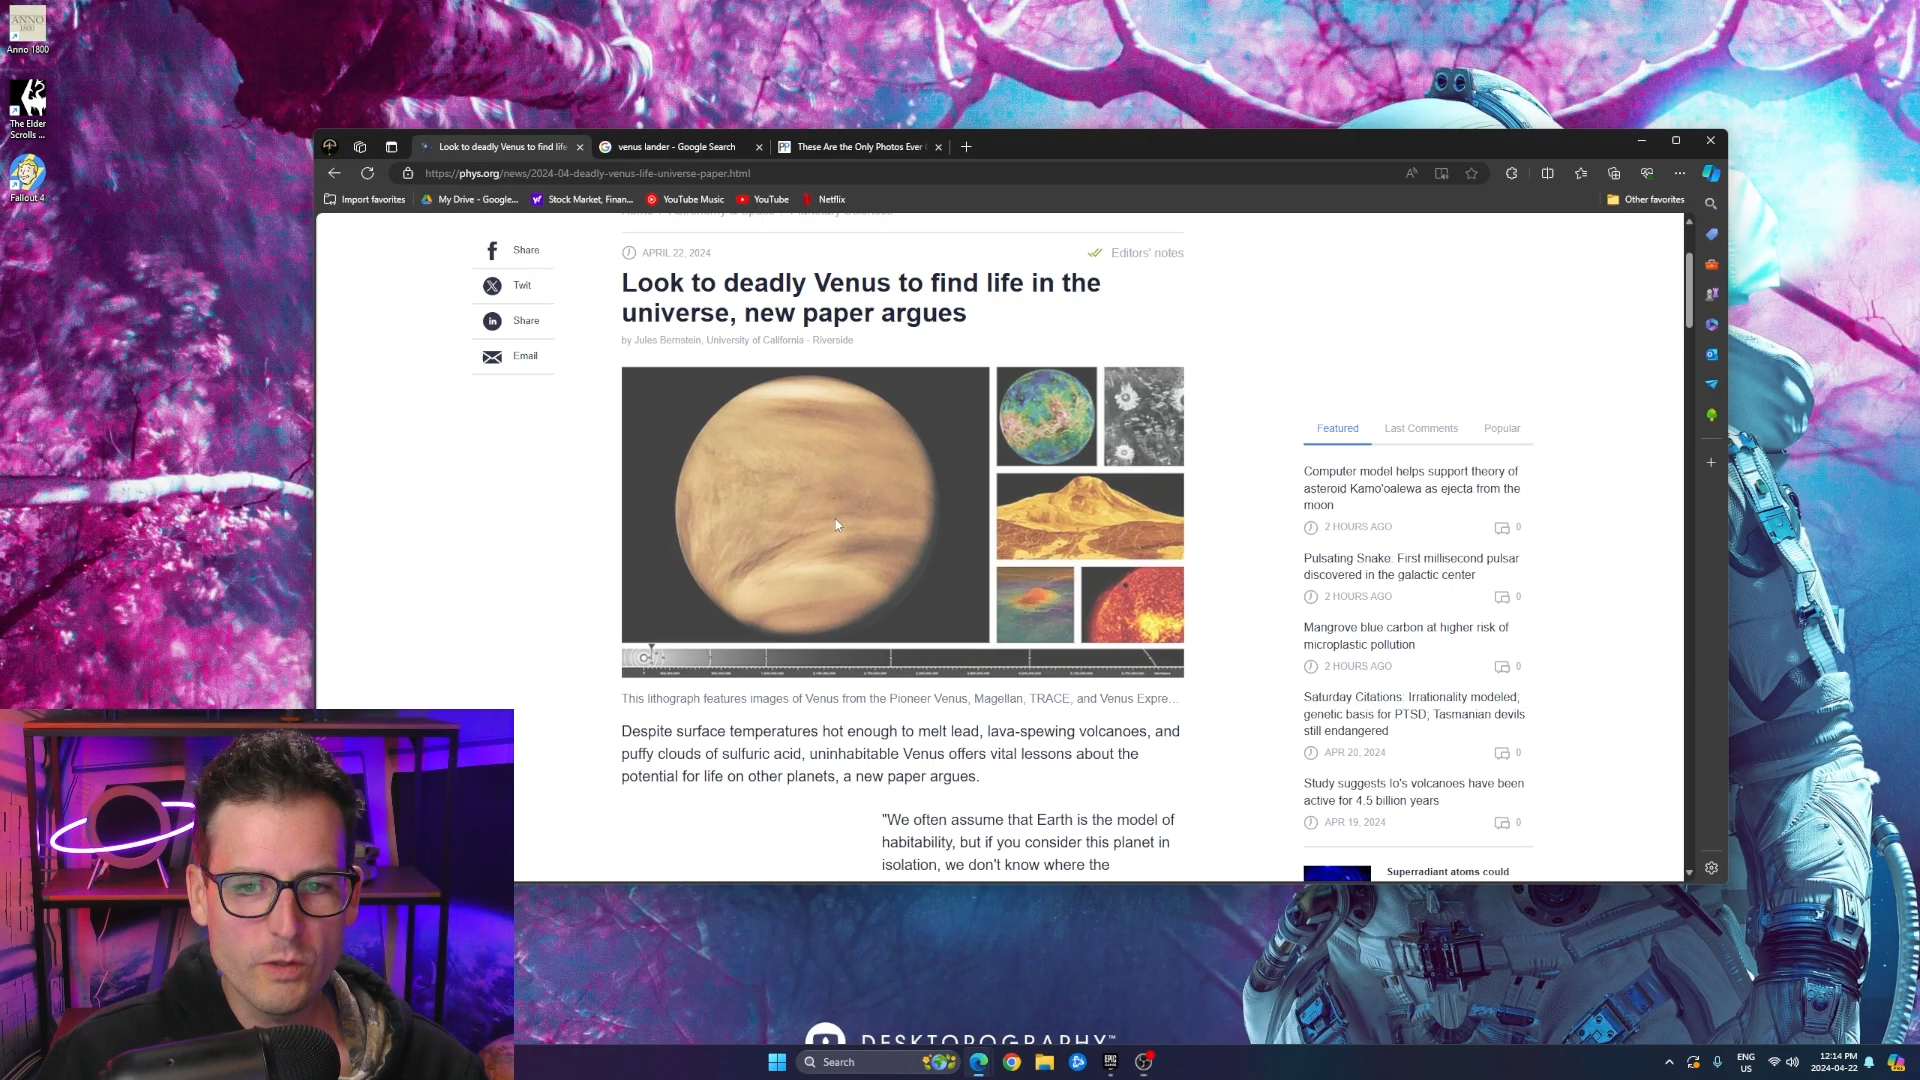 ANNO
1800
Anno 1800
The Elder
Scrolls ...
Fallout 4
Look to deadly Venus to find life
venus lander - Google Search
These Are the Only Photos Ever
https://phys.org/news/2024-04-deadly-venus-life-universe-paper.html
Import favorites
My Drive - Google...
Stock Market, Finan...
YouTube Music
YouTube
Netflix
Other favorites
Share
Twit
Share
Email
APRIL 22, 2024
Editors' notes
Look to deadly Venus to find life in the
universe, new paper argues
by Jules Bernstein, University of California - Riverside
This lithograph features images of Venus from the Pioneer Venus, Magellan, TRACE, and Venus Expre...
Despite surface temperatures hot enough to melt lead, lava-spewing volcanoes, and
puffy clouds of sulfuric acid, uninhabitable Venus offers vital lessons about the
potential for life on other planets, a new paper argues.
"We often assume that Earth is the model of
habitability, but if you consider this planet in
isolation, we don't know where the
Featured
Last Comments
Popular
Computer model helps support theory of
asteroid Kamo'oalewa as ejecta from the
moon
2 HOURS AGO
0
Pulsating Snake: First millisecond pulsar
discovered in the galactic center
2 HOURS AGO
0
Mangrove blue carbon at higher risk of
microplastic pollution
2 HOURS AGO
0
Saturday Citations: Irrationality modeled;
genetic basis for PTSD; Tasmanian devils
still endangered
APR 20, 2024
0
Study suggests Io's volcanoes have been
active for 4.5 billion years
APR 19, 2024
0
Superradiant atoms could
DESKTOPOGRAPHY™
Search
EPIC
ENG
US
12:14 PM
2024-04-22